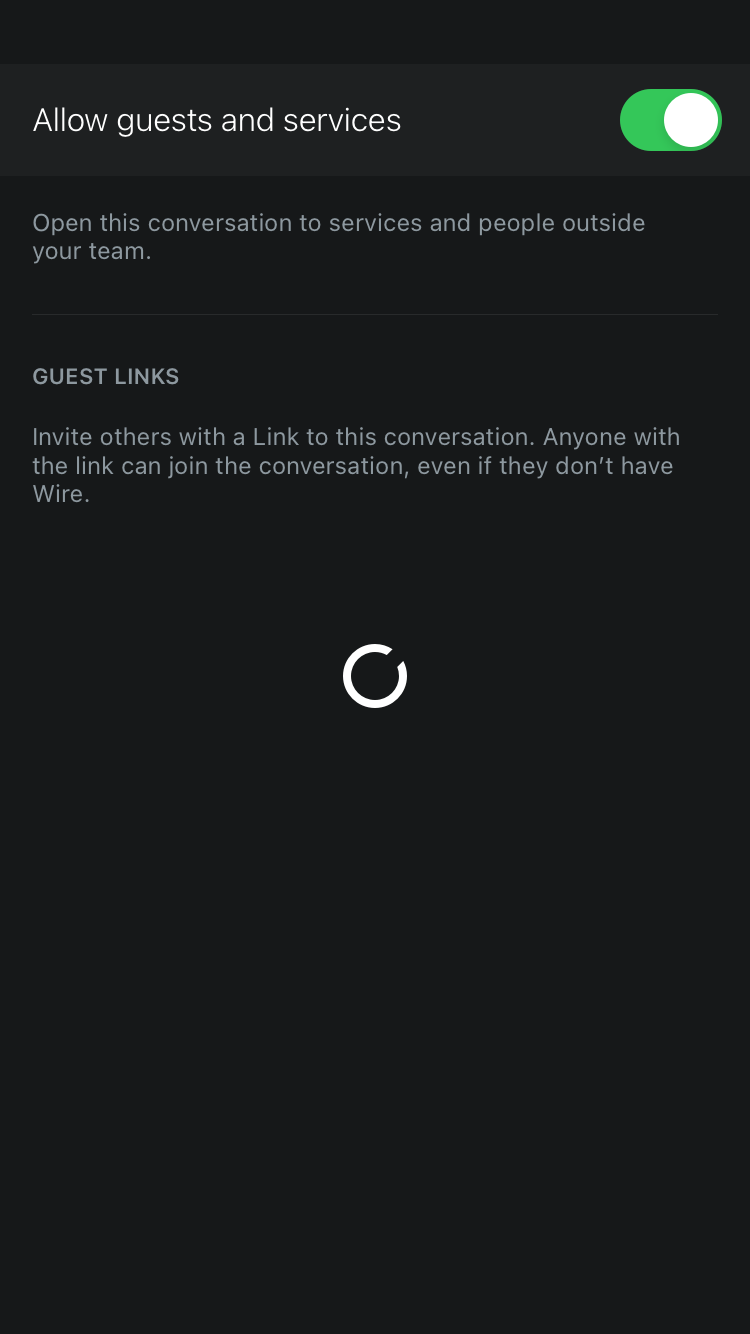 Allow guests and services
Open this conversation to services and people outside
your team.
GUEST LINKS
Invite others with a Link to this conversation. Anyone with
the link can join the conversation, even if they don’t have
Wire.